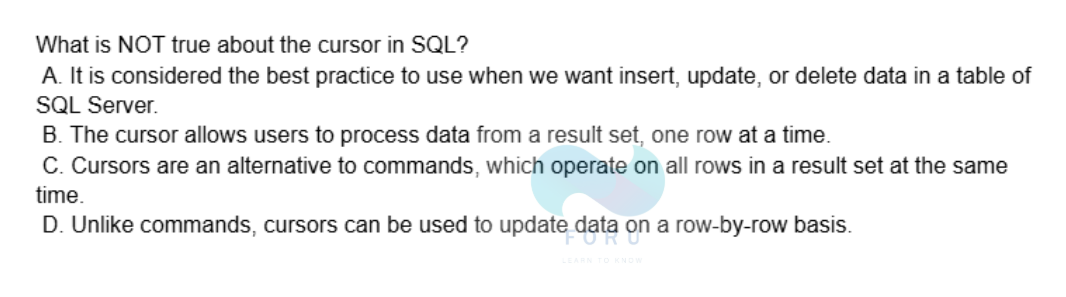 What is NOT true about the cursor in SQL?
A. It is considered the best practice to use when we want insert, update, or delete data in a table of
SQL Server.
B. The cursor allows users to process data from a result set, one row at a time.
C. Cursors are an alternative to commands, which operate on all rows in a result set at the same
time.
D. Unlike commands, cursors can be used to update data on a row-by-row basis.
FORU
LEARN TO KNOW